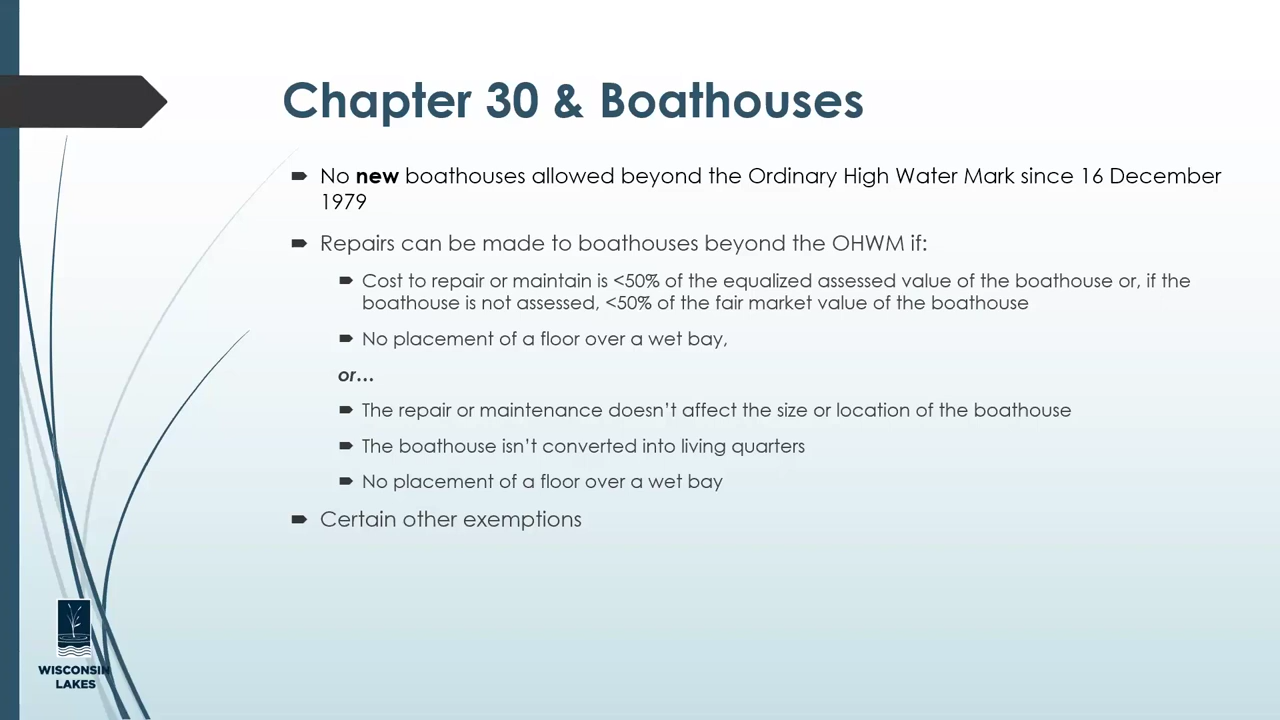 Chapter 30 & Boathouses
No new boathouses allowed beyond the Ordinary High Water Mark since 16 December
1979
Repairs can be made to boathouses beyond the OHWM if:
Cost to repair or maintain is <50% of the equalized assessed value of the boathouse or, if the
boathouse is not assessed, <50% of the fair market value of the boathouse
No placement of a floor over a wet bay,
or…
The repair or maintenance doesn’t affect the size or location of the boathouse
The boathouse isn’t converted into living quarters
No placement of a floor over a wet bay
Certain other exemptions
WISCONSIN
LAKES